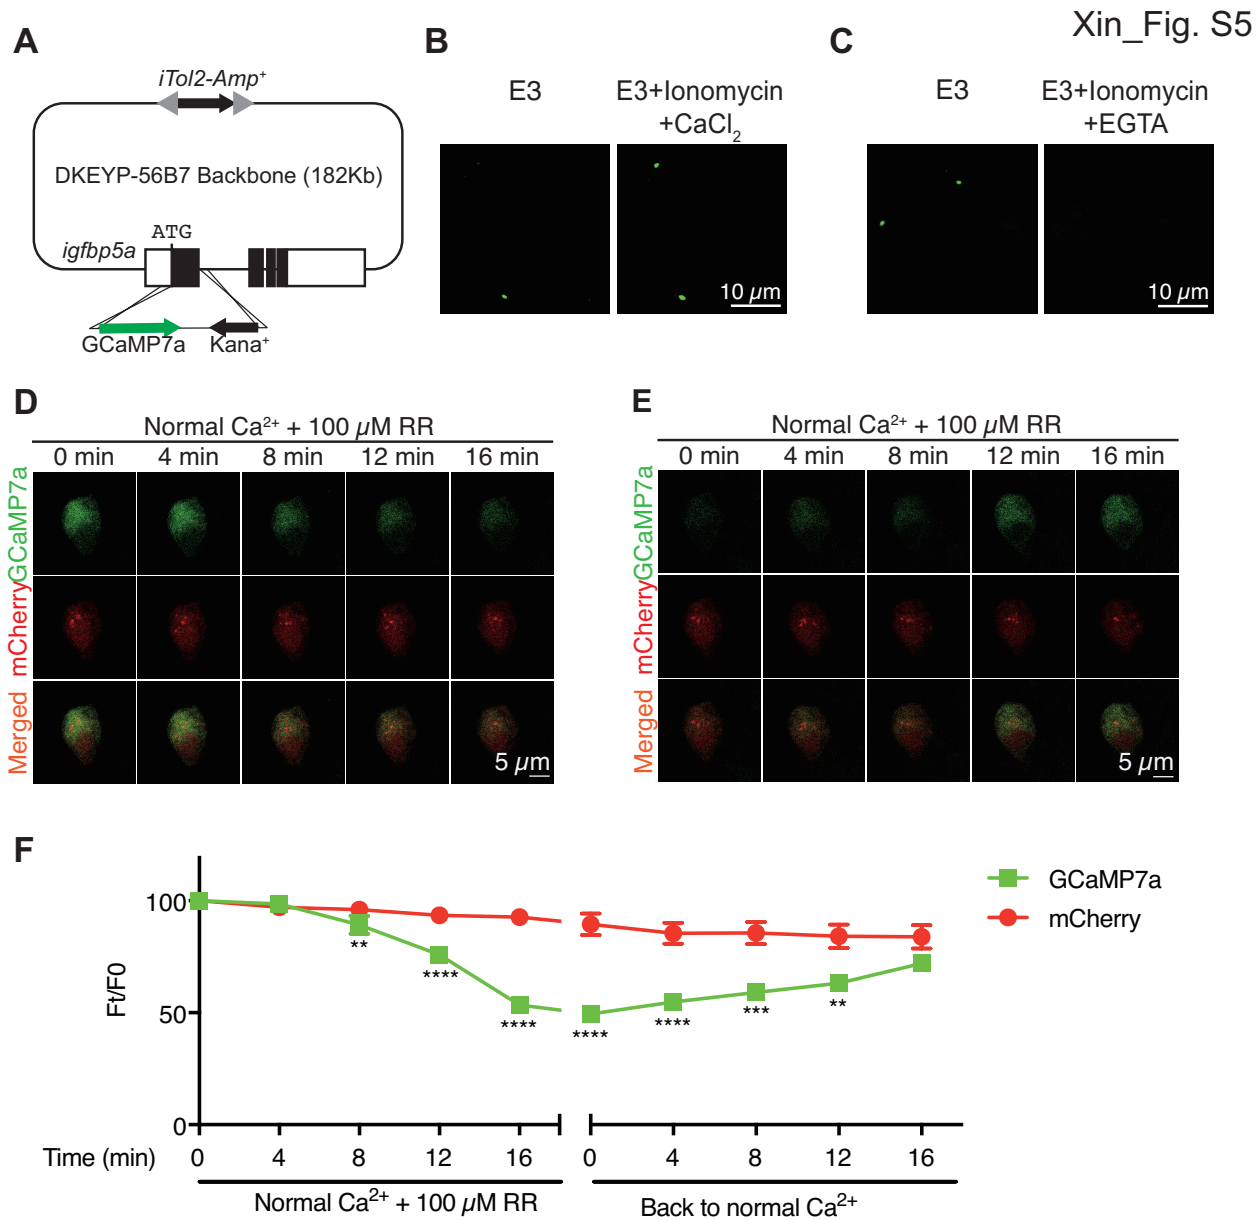 Xin_Fig. S5
A
iTol2-Amp⁺
DKEYP-56B7 Backbone (182Kb)
ATG
igfbp5a
GCaMP7a
Kana⁺
B
E3
E3+Ionomycin
+CaCl₂
10 µm
C
E3
E3+Ionomycin
+EGTA
10 µm
D
Normal Ca²⁺ + 100 µM RR
0 min 4 min 8 min 12 min 16 min
GCaMP7a
mCherry
Merged
5 µm
E
Normal Ca²⁺ + 100 µM RR
0 min 4 min 8 min 12 min 16 min
GCaMP7a
mCherry
Merged
5 µm
F
GCaMP7a
mCherry
Ft/F0
100
50
0
** **** **** **** **** *** **
Time (min) 0 4 8 12 16 0 4 8 12 16
Normal Ca²⁺ + 100 µM RR
Back to normal Ca²⁺